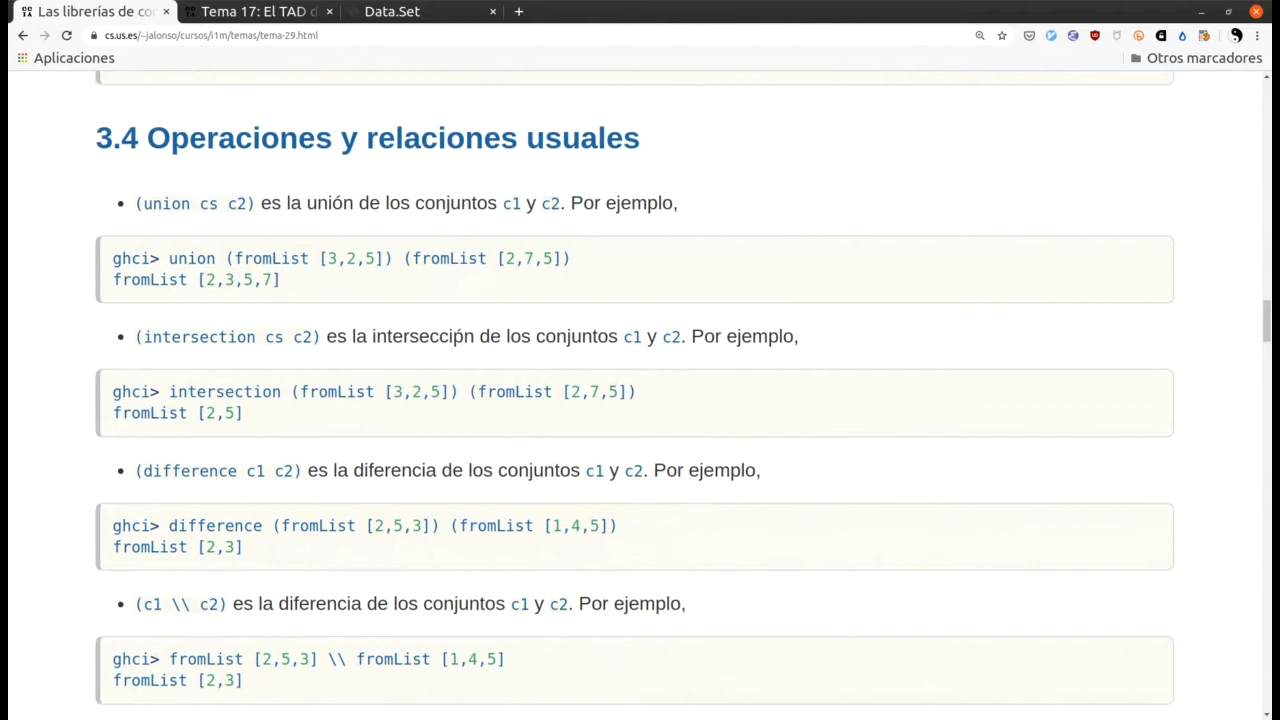 Las librerías de co
Tema 17: El TAD d
Data.Set
cs.us.es/~jalonso/cursos/i1m/temas/tema-29.html
Aplicaciones
Otros marcadores
3.4 Operaciones y relaciones usuales
• (union cs c2) es la unión de los conjuntos c1 y c2. Por ejemplo,
ghci> union (fromList [3,2,5]) (fromList [2,7,5])
fromList [2,3,5,7]
• (intersection cs c2) es la intersección de los conjuntos c1 y c2. Por ejemplo,
ghci> intersection (fromList [3,2,5]) (fromList [2,7,5])
fromList [2,5]
• (difference c1 c2) es la diferencia de los conjuntos c1 y c2. Por ejemplo,
ghci> difference (fromList [2,5,3]) (fromList [1,4,5])
fromList [2,3]
• (c1 \\ c2) es la diferencia de los conjuntos c1 y c2. Por ejemplo,
ghci> fromList [2,5,3] \\ fromList [1,4,5]
fromList [2,3]